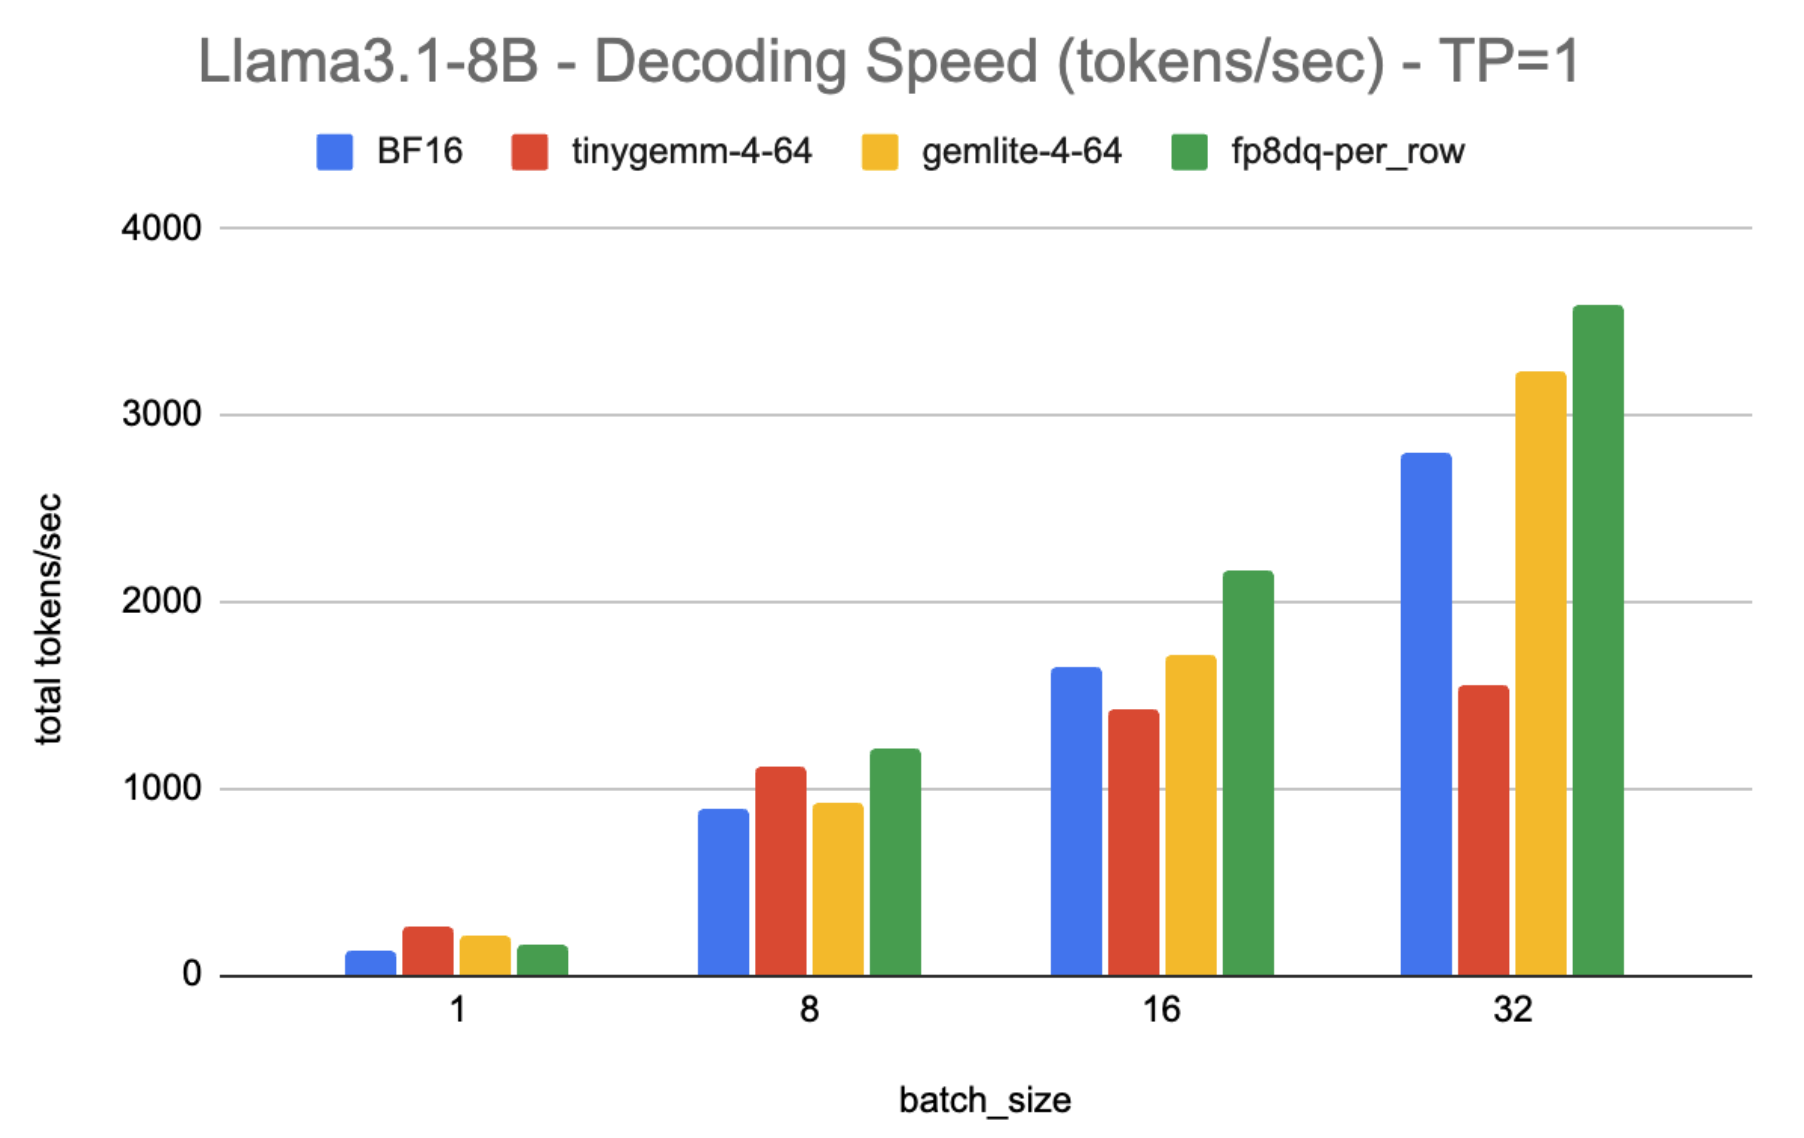 Llama3.1-8B - Decoding Speed (tokens/sec) - TP=1
BF16 tinygemm-4-64 gemlite-4-64 fp8dq-per_row
4000
3000
2000
1000
0
total tokens/sec
1 8 16 32
batch_size